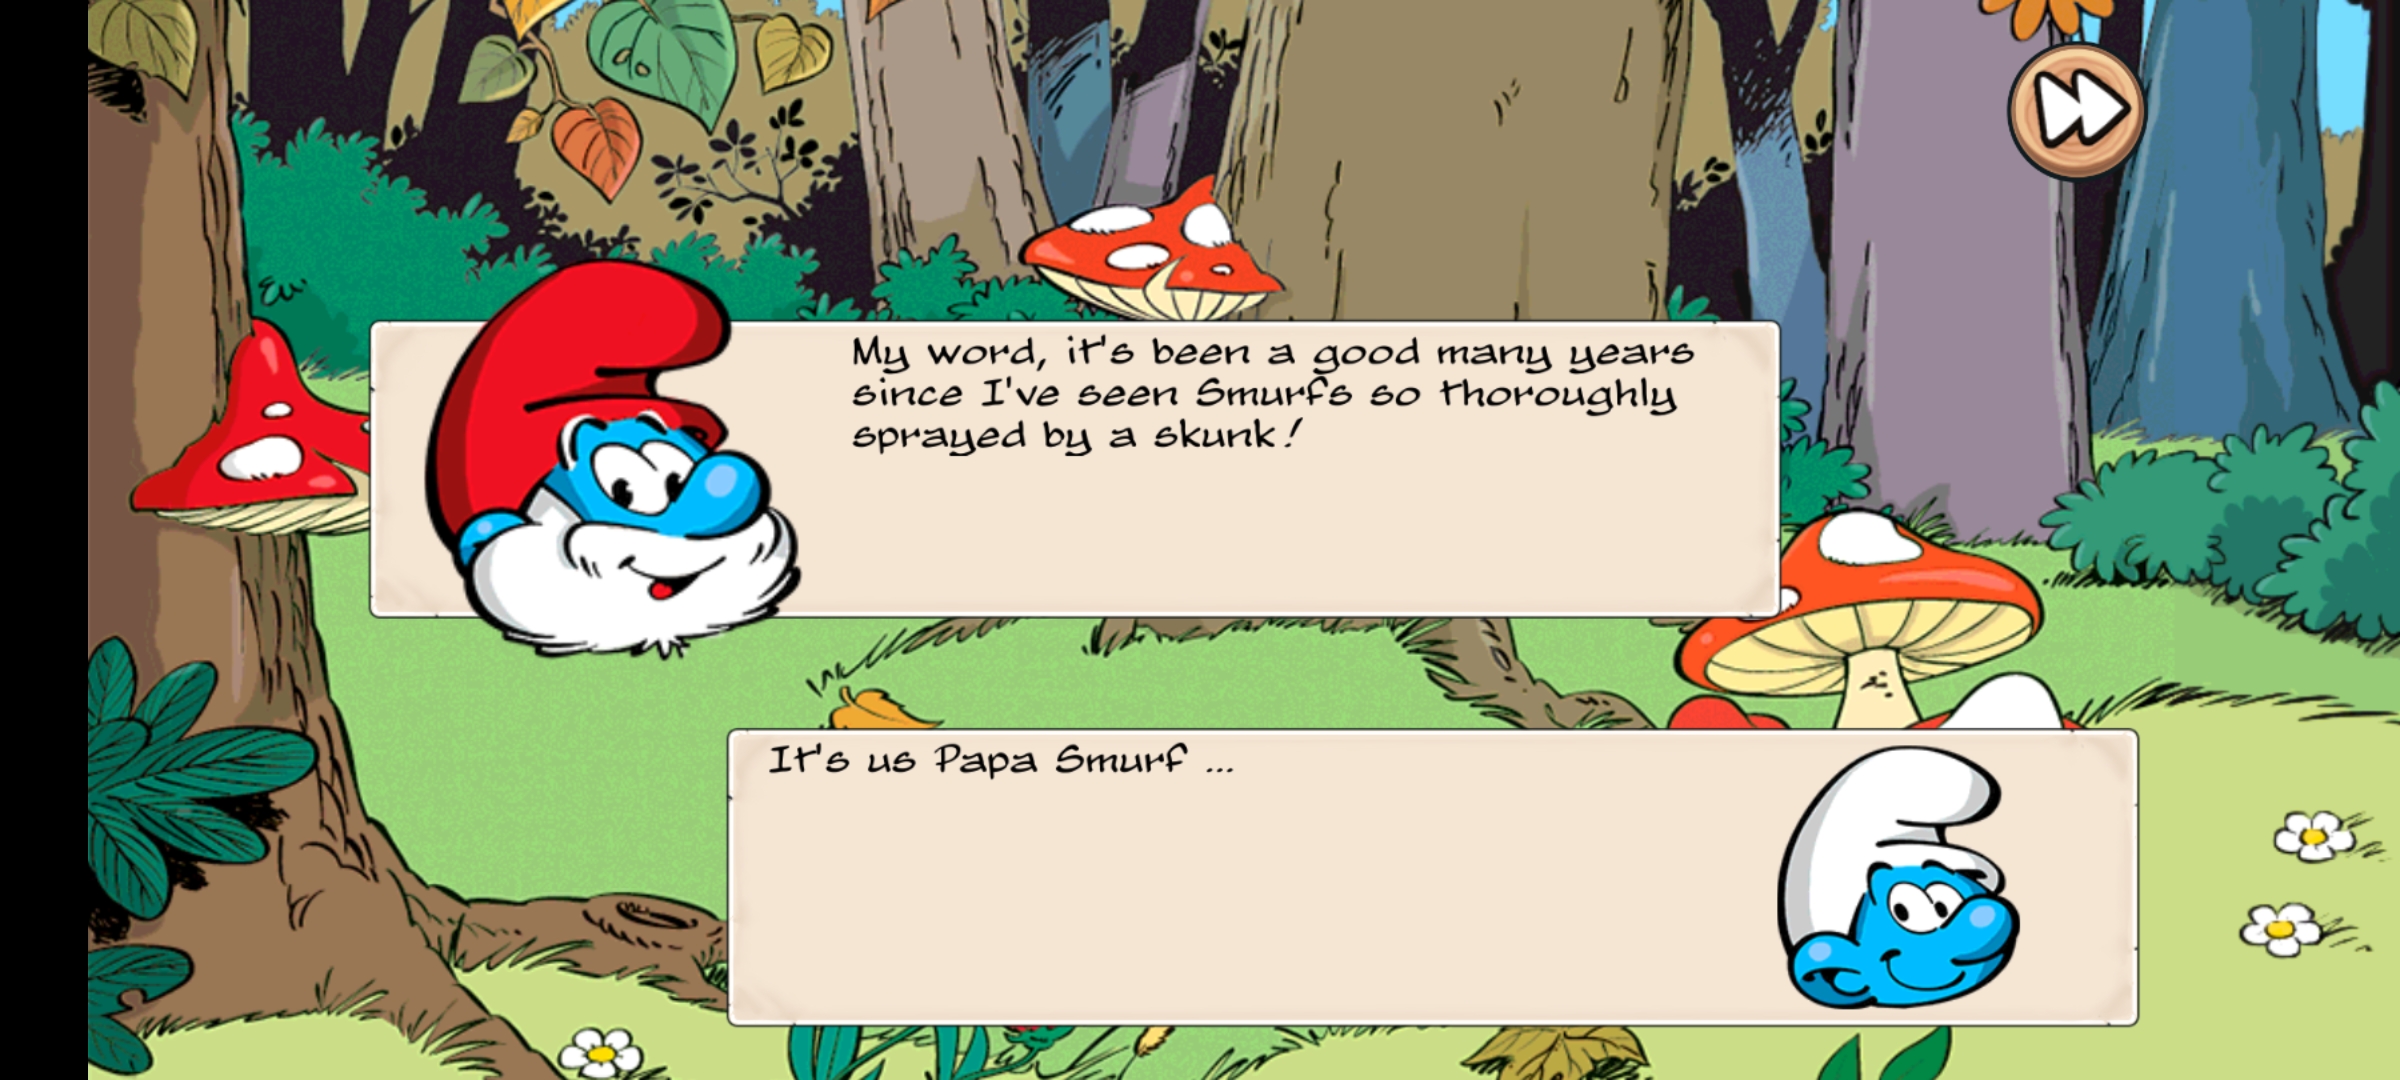 My word, it's been a good many years
since I've seen Smurfs so thoroughly
sprayed by a skunk!
It's us Papa Smurf ...